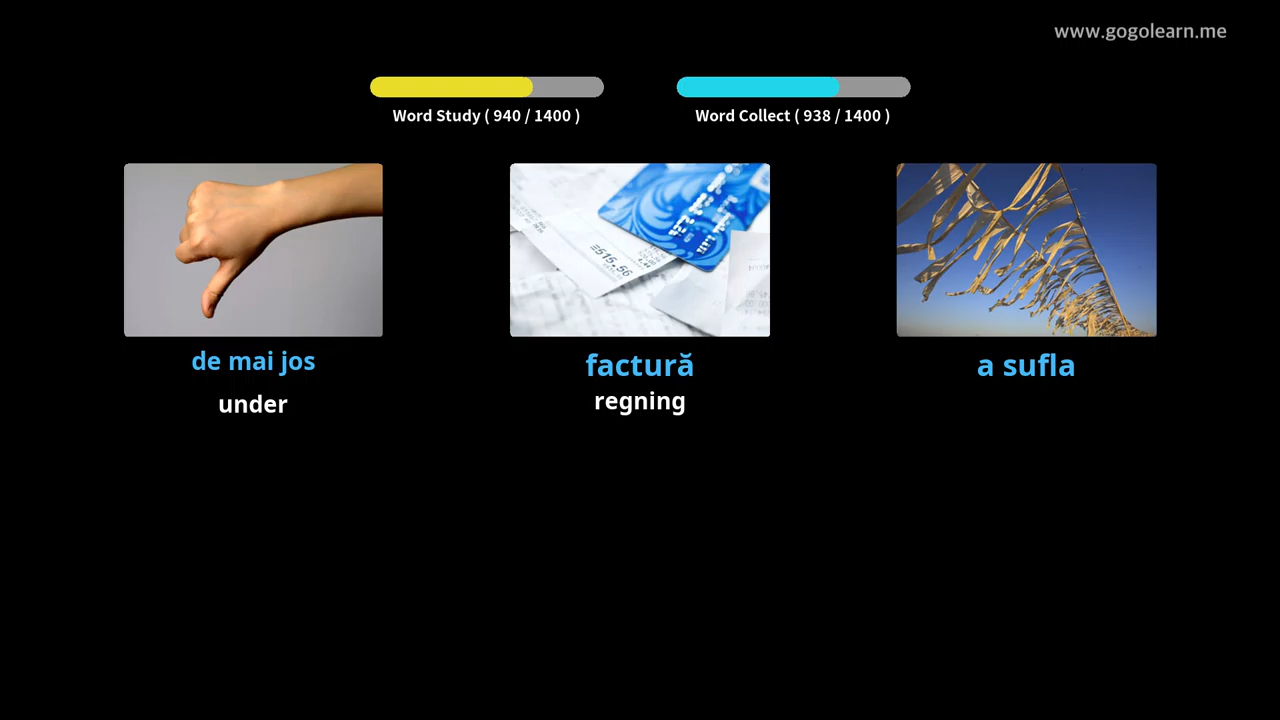 www.gogolearn.me
Word Study ( 940 / 1400 )
Word Collect ( 938 / 1400 )
de mai jos
under
factură
regning
a sufla